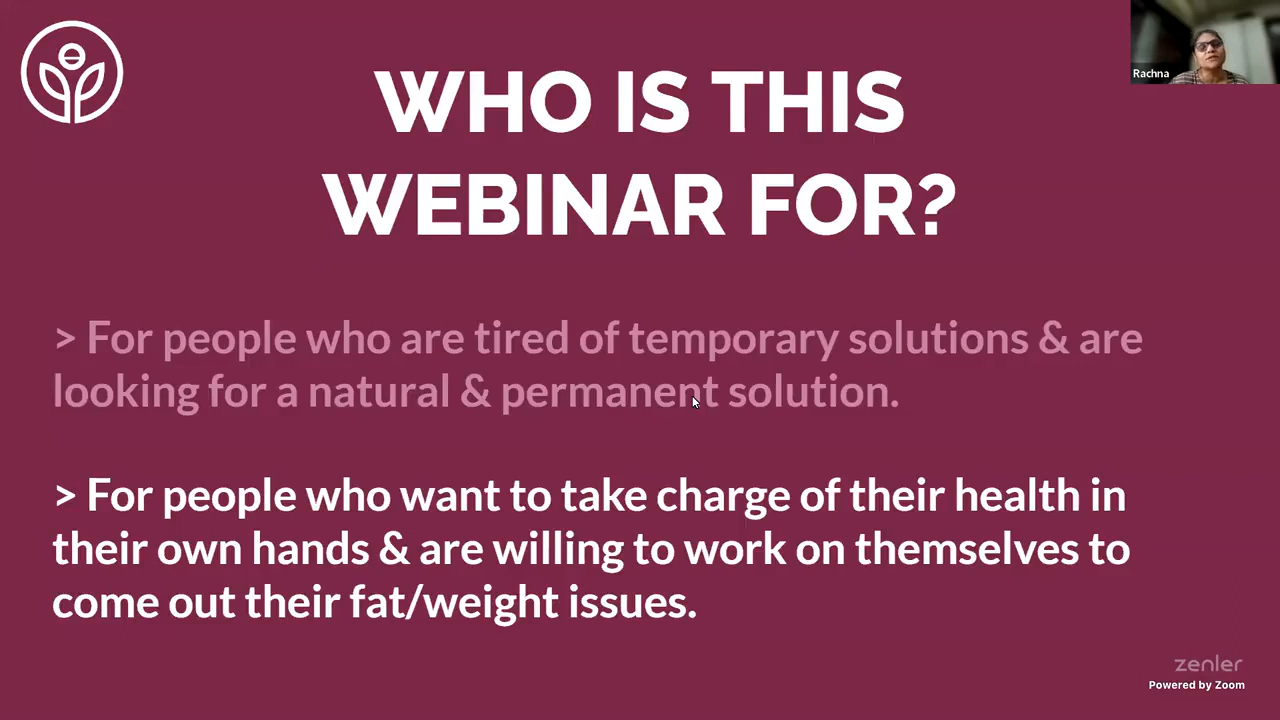 Rachna
WHO IS THIS
WEBINAR FOR?
> For people who are tired of temporary solutions & are
looking for a natural & permanent solution.
> For people who want to take charge of their health in
their own hands & are willing to work on themselves to
come out their fat/weight issues.
zenler
Powered by Zoom